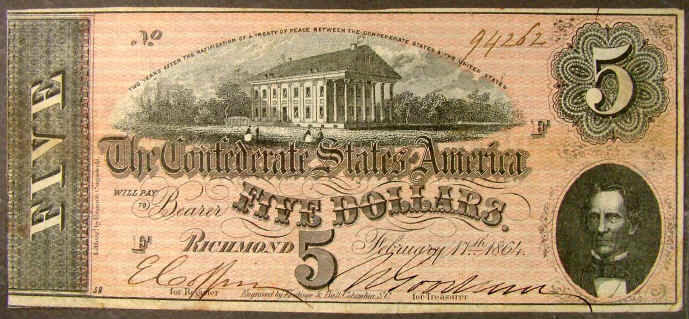 No 94262
TWO YEARS AFTER THE RATIFICATION OF A TREATY OF PEACE BETWEEN THE CONFEDERATE STATES & THE UNITED STATES
5
FIVE
F
The Confederate States of America
WILL PAY
TO Bearer FIVE DOLLARS.
F RICHMOND 5 February 17th 1864.
for Register
Engraved by & Ball, Columbia, S.C.
for Treasurer